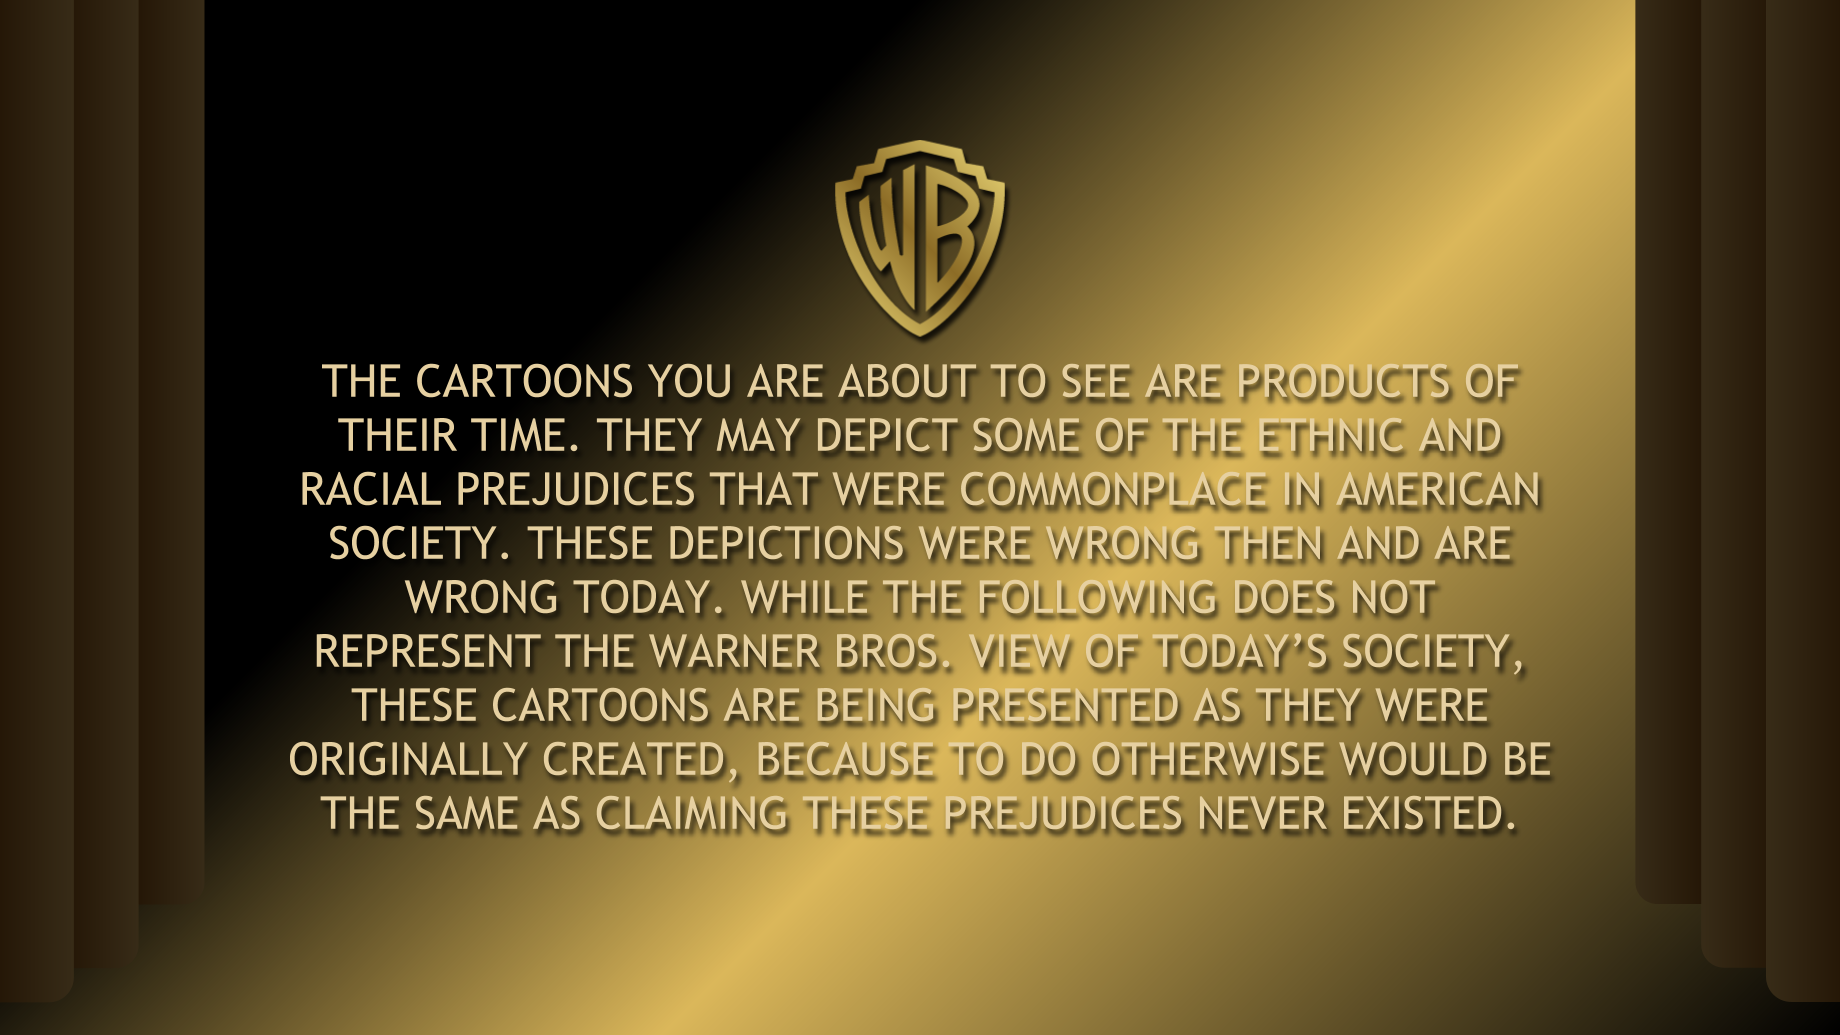 WB
THE CARTOONS YOU ARE ABOUT TO SEE ARE PRODUCTS OF
THEIR TIME. THEY MAY DEPICT SOME OF THE ETHNIC AND
RACIAL PREJUDICES THAT WERE COMMONPLACE IN AMERICAN
SOCIETY. THESE DEPICTIONS WERE WRONG THEN AND ARE
WRONG TODAY. WHILE THE FOLLOWING DOES NOT
REPRESENT THE WARNER BROS. VIEW OF TODAY’S SOCIETY,
THESE CARTOONS ARE BEING PRESENTED AS THEY WERE
ORIGINALLY CREATED, BECAUSE TO DO OTHERWISE WOULD BE
THE SAME AS CLAIMING THESE PREJUDICES NEVER EXISTED.